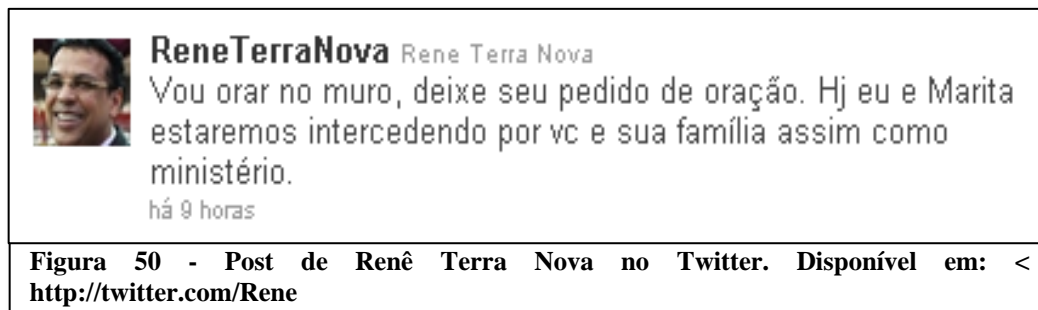 ReneTerraNova Rene Terra Nova
Vou orar no muro, deixe seu pedido de oração. Hj eu e Marita
estaremos intercedendo por vc e sua família assim como
ministério.
há 9 horas
Figura 50 - Post de Renê Terra Nova no Twitter. Disponível em: <
http://twitter.com/Rene